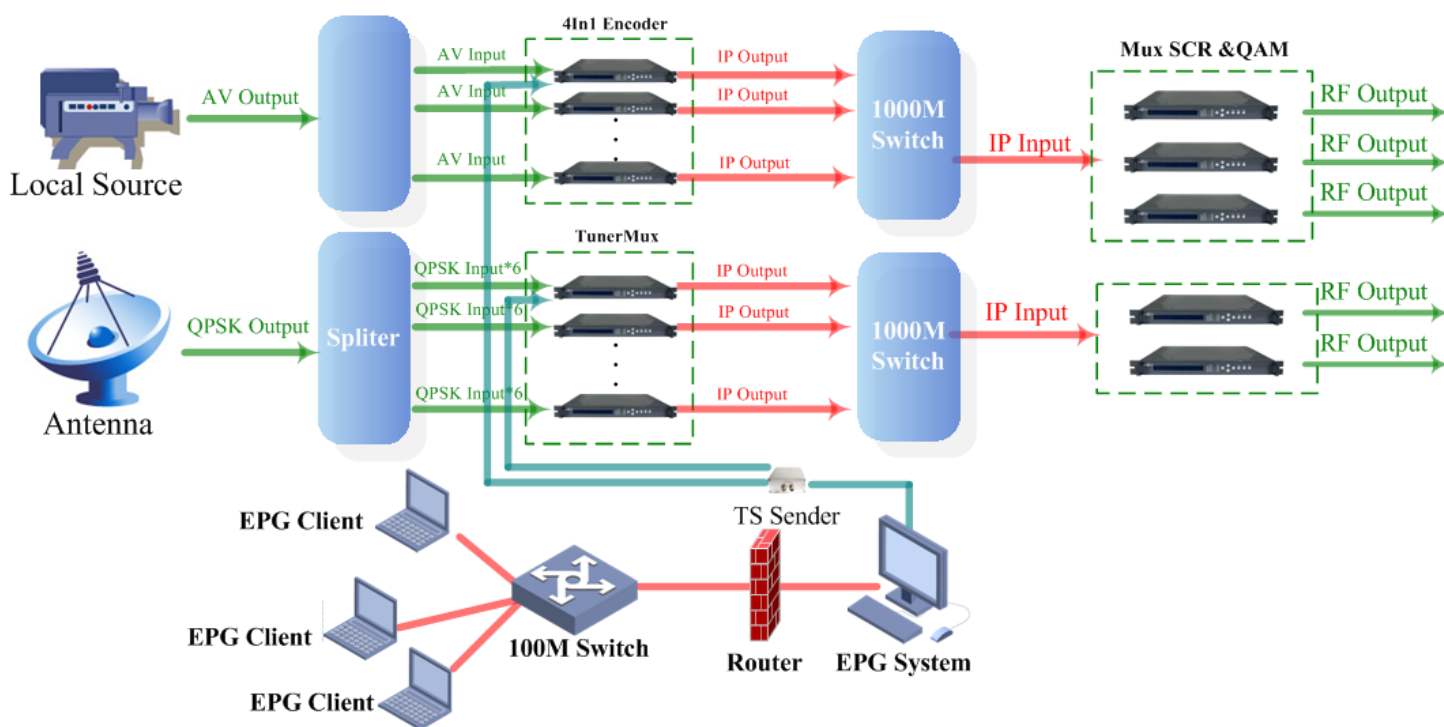 4In1 Encoder
Mux SCR &QAM
AV Output
AV Input
AV Input
AV Input
IP Output
IP Output
IP Output
1000M
Switch
IP Input
RF Output
RF Output
RF Output
Local Source
TunerMux
QPSK Output
Spliter
QPSK Input*6
QPSK Input*6
QPSK Input*6
IP Output
IP Output
IP Output
1000M
Switch
IP Input
RF Output
RF Output
Antenna
TS Sender
EPG Client
EPG Client
EPG Client
100M Switch
Router
EPG System